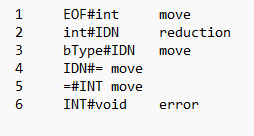 1 EOF#int move
2 int#IDN reduction
3 bType#IDN move
4 IDN#= move
5 =#INT move
6 INT#void error